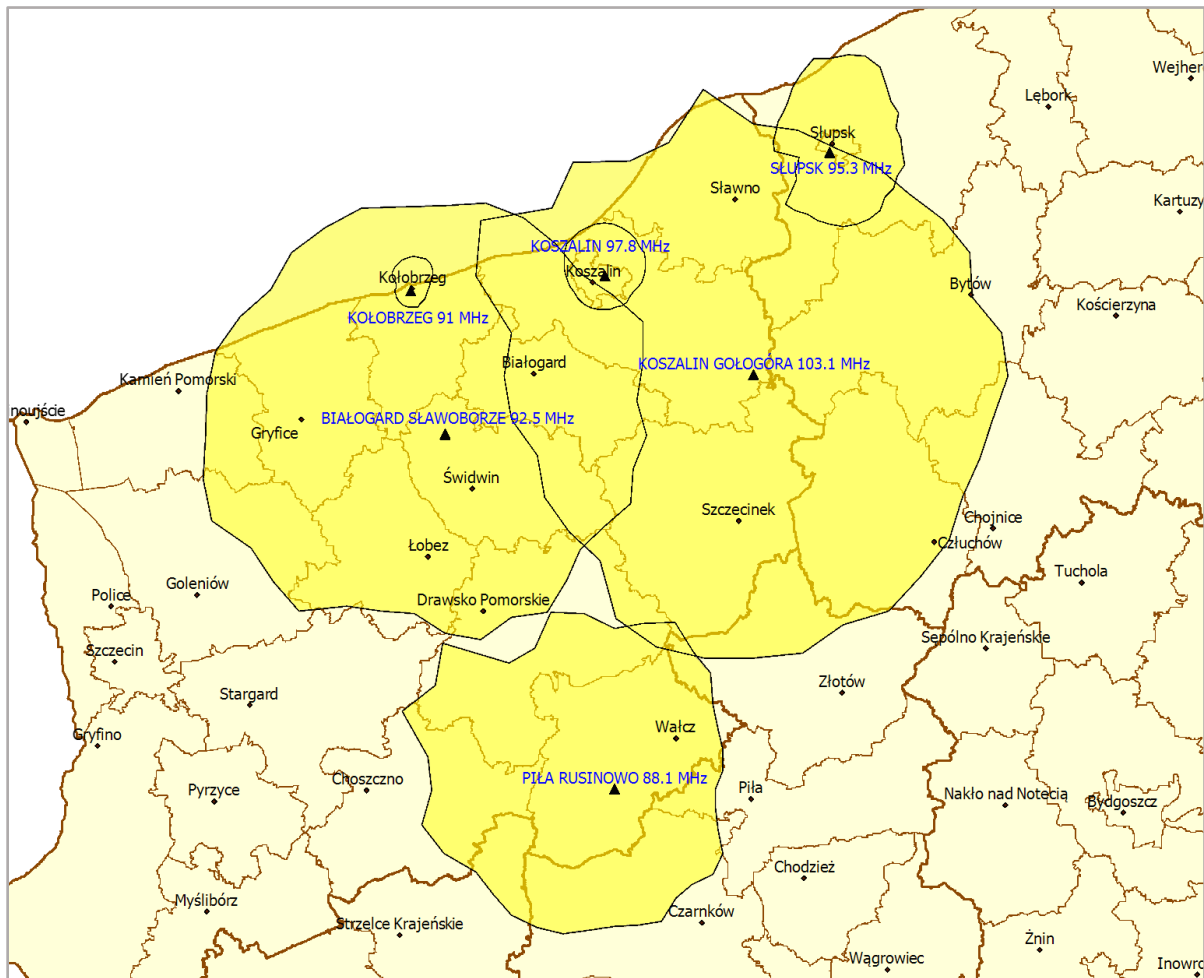 Wejher
Lębork
Słupsk
SŁUPSK 95.3 MHz
Sławno
Kartuzy
KOSZALIN 97.8 MHz
Koszalin
Kołobrzeg
Bytów
Kościerzyna
KOŁOBRZEG 91 MHz
Białogard
KOSZALIN GOŁOGÓRA 103.1 MHz
Kamień Pomorski
noujście
BIAŁOGARD SŁAWOBORZE 92.5 MHz
Gryfice
Świdwin
Szczecinek
Chojnice
Człuchów
Łobez
Tuchola
Goleniów
Police
Drawsko Pomorskie
Sępólno Krajeńskie
Szczecin
Złotów
Stargard
Wałcz
Gryfino
Choszczno
PIŁA RUSINOWO 88.1 MHz
Piła
Pyrzyce
Nakło nad Notecią
Bydgoszcz
Chodzież
Myślibórz
Czarnków
Strzelce Krajeńskie
Żnin
Wągrowiec
Inowrc